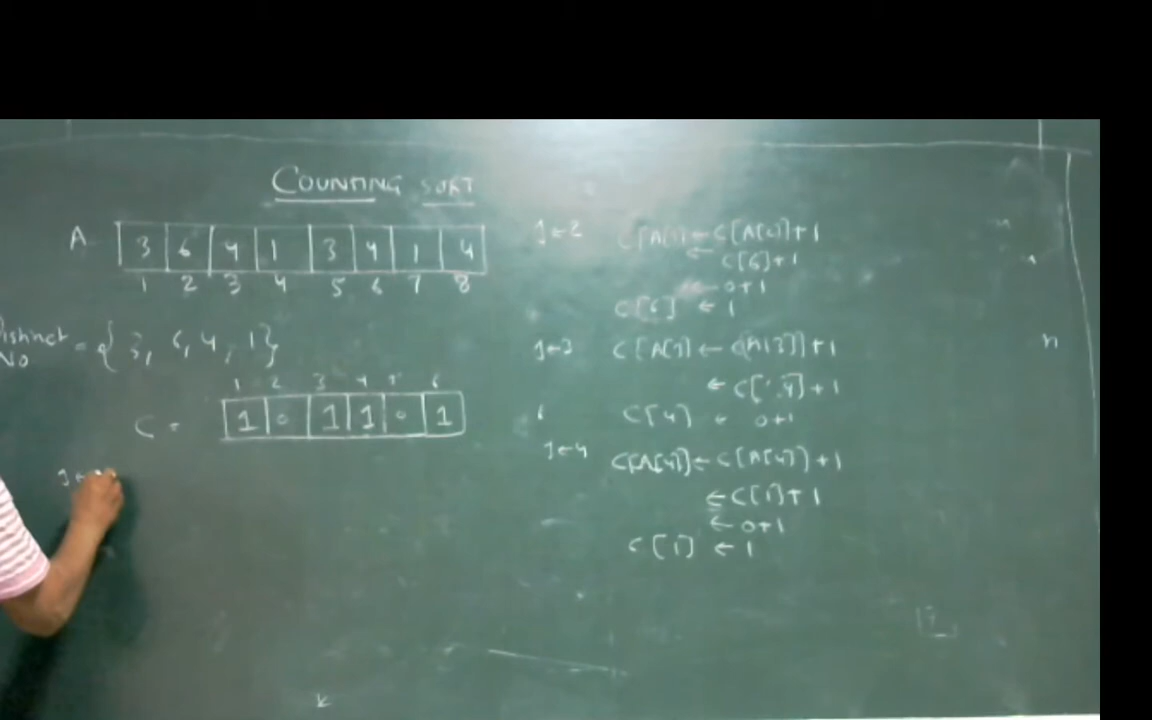 COUNTING SORT
A 3 6 4 1 3 4 1 4
1 2 3 4 5 6 7 8
Distinct No = { 3, 6, 4, 1 }
1 2 3 4 5 6
C = 1 0 1 1 0 1
J←
J←2 C[A[2]] ← C[A[2]]+1
← C[6]+1
← 0+1
C[6] ← 1
J←3 C[A[3]] ← C[A[3]]+1
← C[4]+1
C[4] ← 0+1
J←4 C[A[4]] ← C[A[4]]+1
← C[1]+1
← 0+1
C[1] ← 1
n